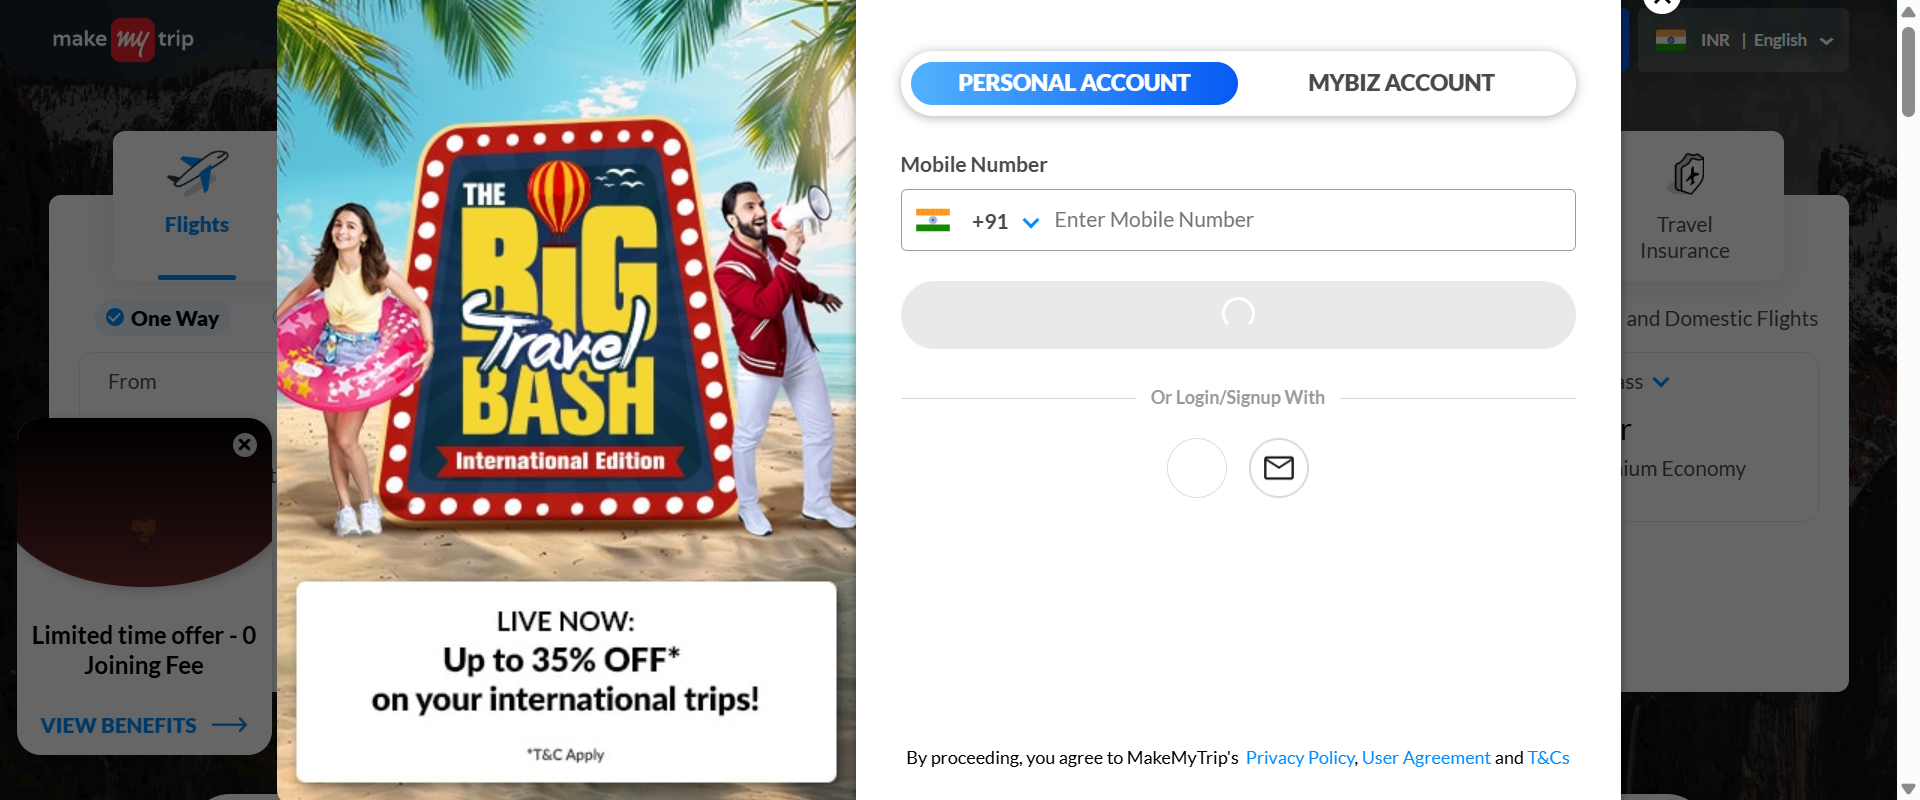 make my trip
INR | English
PERSONAL ACCOUNT
MYBIZ ACCOUNT
Flights
Travel
Insurance
Mobile Number
+91
Enter Mobile Number
THE
BIG
Travel
BASH
International Edition
One Way
and Domestic Flights
From
Or Login/Signup With
Limited time offer - 0
Joining Fee
VIEW BENEFITS
LIVE NOW:
Up to 35% OFF*
on your international trips!
*T&C Apply
Economy
By proceeding, you agree to MakeMyTrip's Privacy Policy, User Agreement and T&Cs